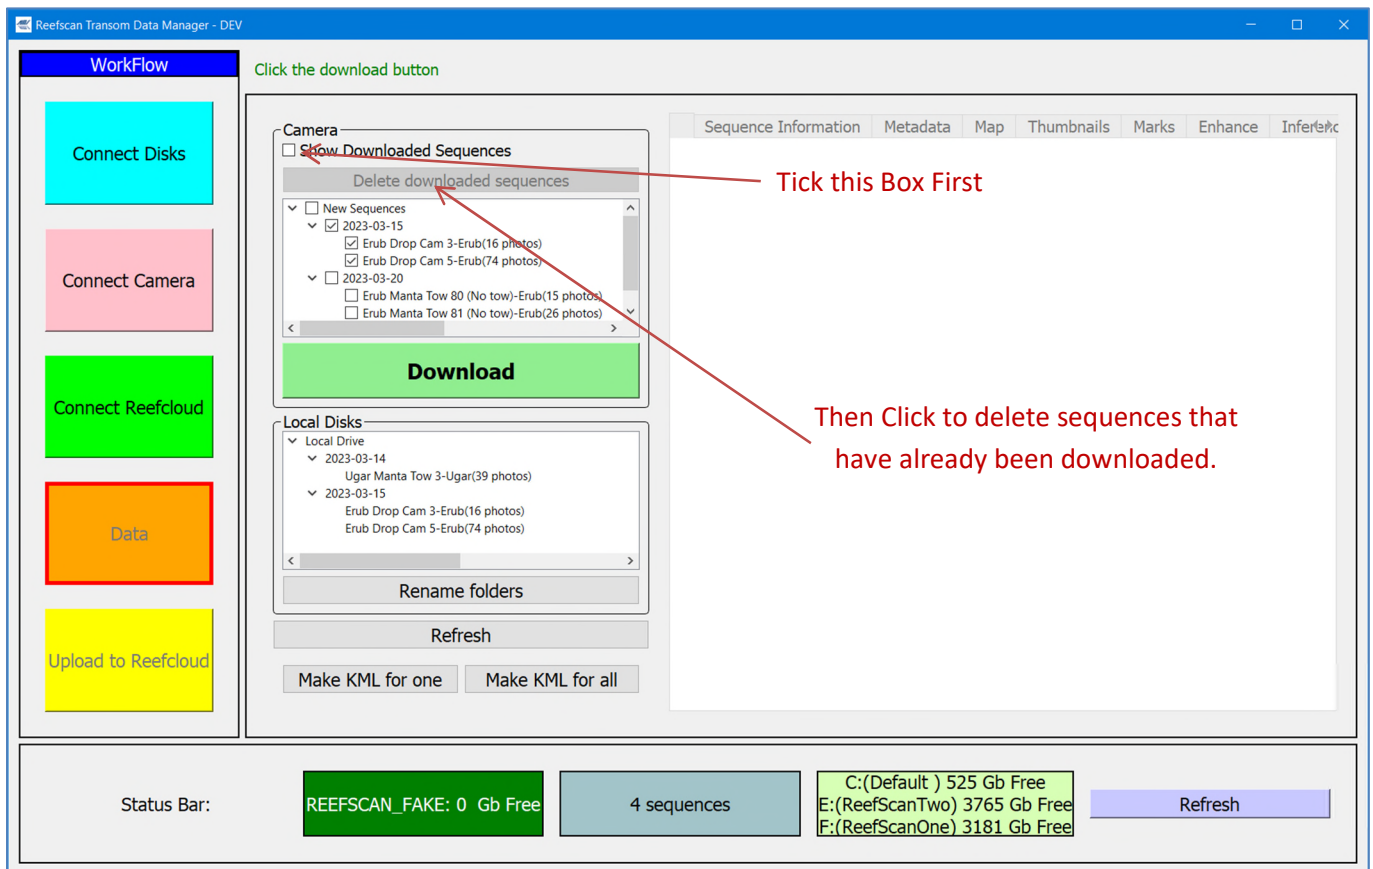 Reefscan Transom Data Manager - DEV
WorkFlow
Click the download button
Connect Disks
Connect Camera
Connect Reefcloud
Data
Upload to Reefcloud
Camera
Show Downloaded Sequences
Delete downloaded sequences
New Sequences
2023-03-15
Erub Drop Cam 3-Erub(16 photos)
Erub Drop Cam 5-Erub(74 photos)
2023-03-20
Erub Manta Tow 80 (No tow)-Erub(15 photos)
Erub Manta Tow 81 (No tow)-Erub(26 photos)
Download
Local Disks
Local Drive
2023-03-14
Ugar Manta Tow 3-Ugar(39 photos)
2023-03-15
Erub Drop Cam 3-Erub(16 photos)
Erub Drop Cam 5-Erub(74 photos)
Rename folders
Refresh
Make KML for one Make KML for all
Sequence Information Metadata Map Thumbnails Marks Enhance
Tick this Box First
Then Click to delete sequences that
have already been downloaded.
Status Bar:
REEFSCAN_FAKE: 0 Gb Free
4 sequences
C:(Default ) 525 Gb Free
E:(ReefScanTwo) 3765 Gb Free
F:(ReefScanOne) 3181 Gb Free
Refresh